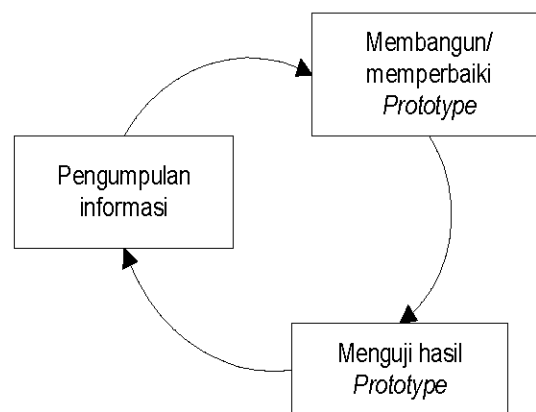 Membangun/
memperbaiki
Prototype
Pengumpulan
informasi
Menguji hasil
Prototype